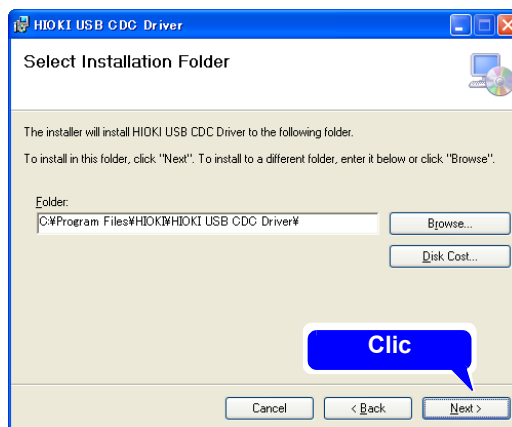 HIOKI USB CDC Driver
Select Installation Folder
The installer will install HIOKI USB CDC Driver to the following folder.
To install in this folder, click "Next". To install to a different folder, enter it below or click "Browse".
Folder:
C:¥Program Files¥HIOKI¥HIOKI USB CDC Driver¥
Browse...
Disk Cost...
Clic
Cancel
< Back
Next >